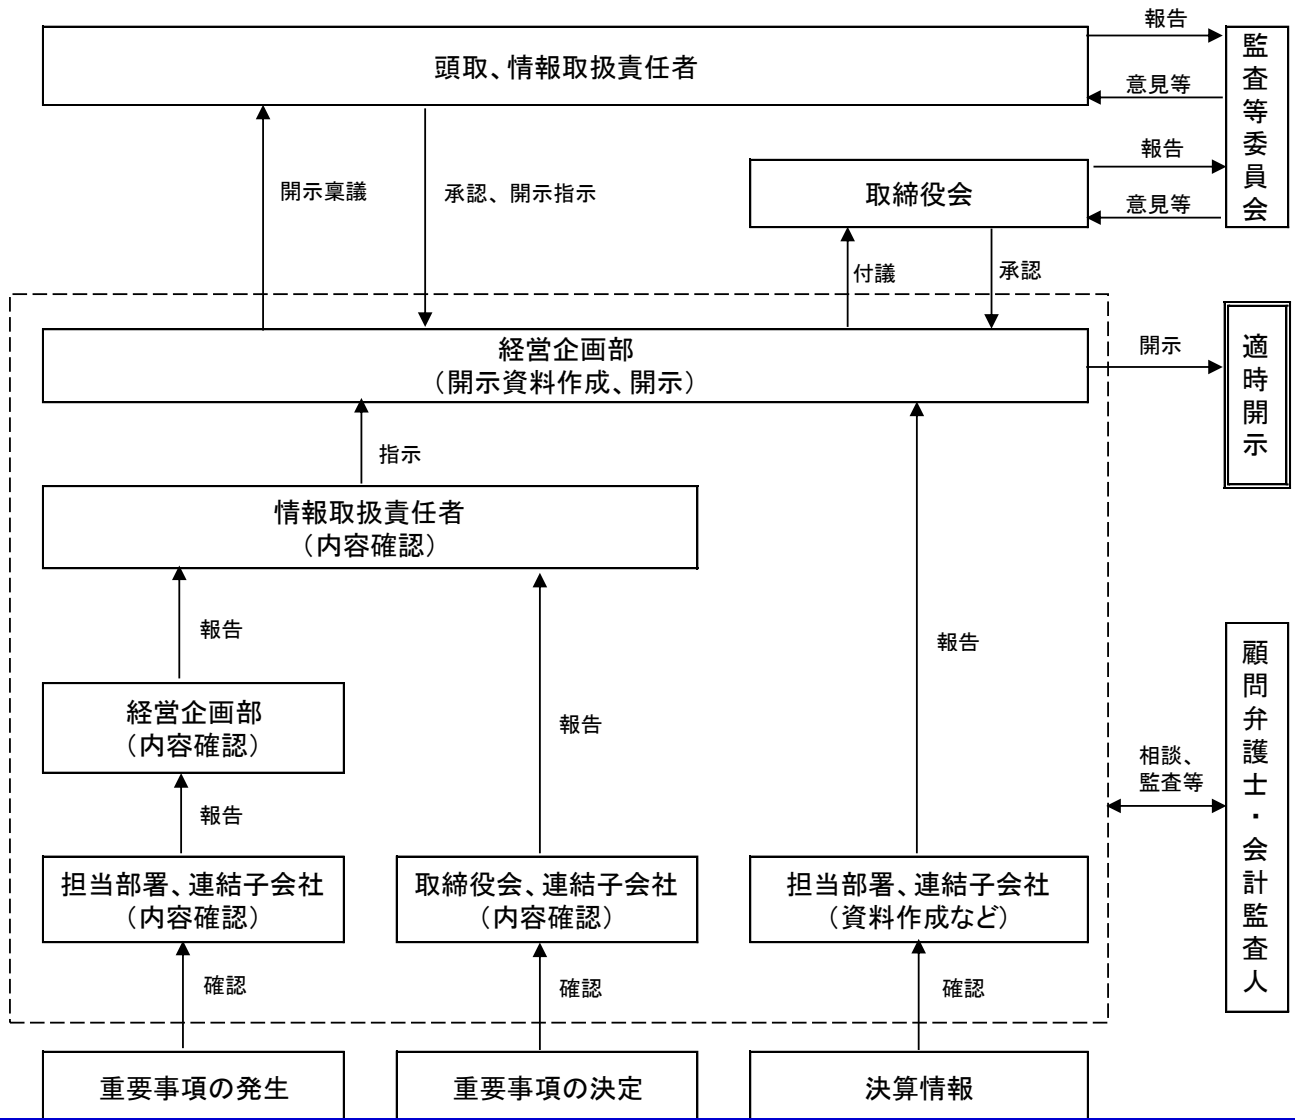 報告
頭取、情報取扱責任者
監査等委員会
意見等
報告
開示稟議
承認、開示指示
取締役会
意見等
付議
承認
経営企画部
（開示資料作成、開示）
開示
適時開示
指示
情報取扱責任者
（内容確認）
報告
報告
顧問弁護士・会計監査人
経営企画部
（内容確認）
報告
相談、
監査等
報告
担当部署、連結子会社
（内容確認）
取締役会、連結子会社
（内容確認）
担当部署、連結子会社
（資料作成など）
確認
確認
確認
重要事項の発生
重要事項の決定
決算情報